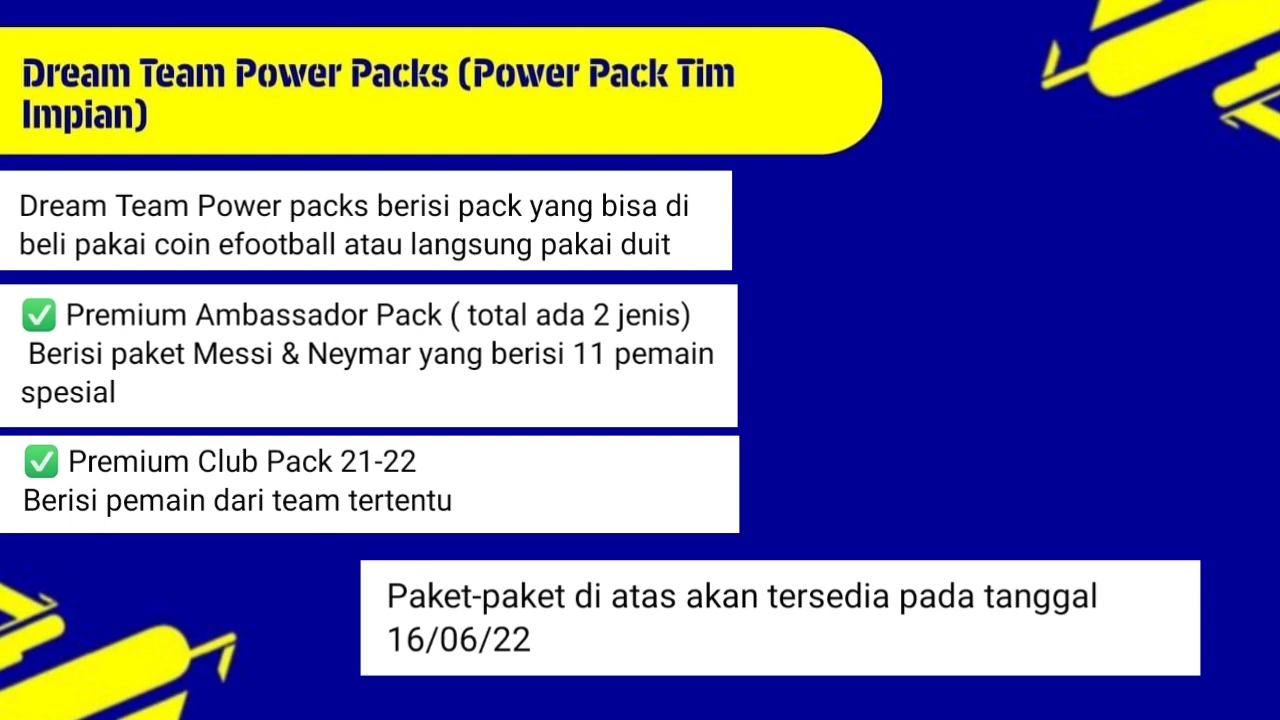 Dream Team Power Packs (Power Pack Tim
Impian)
Dream Team Power packs berisi pack yang bisa di
beli pakai coin efootball atau langsung pakai duit
✅ Premium Ambassador Pack ( total ada 2 jenis)
Berisi paket Messi & Neymar yang berisi 11 pemain
spesial
✅ Premium Club Pack 21-22
Berisi pemain dari team tertentu
Paket-paket di atas akan tersedia pada tanggal
16/06/22